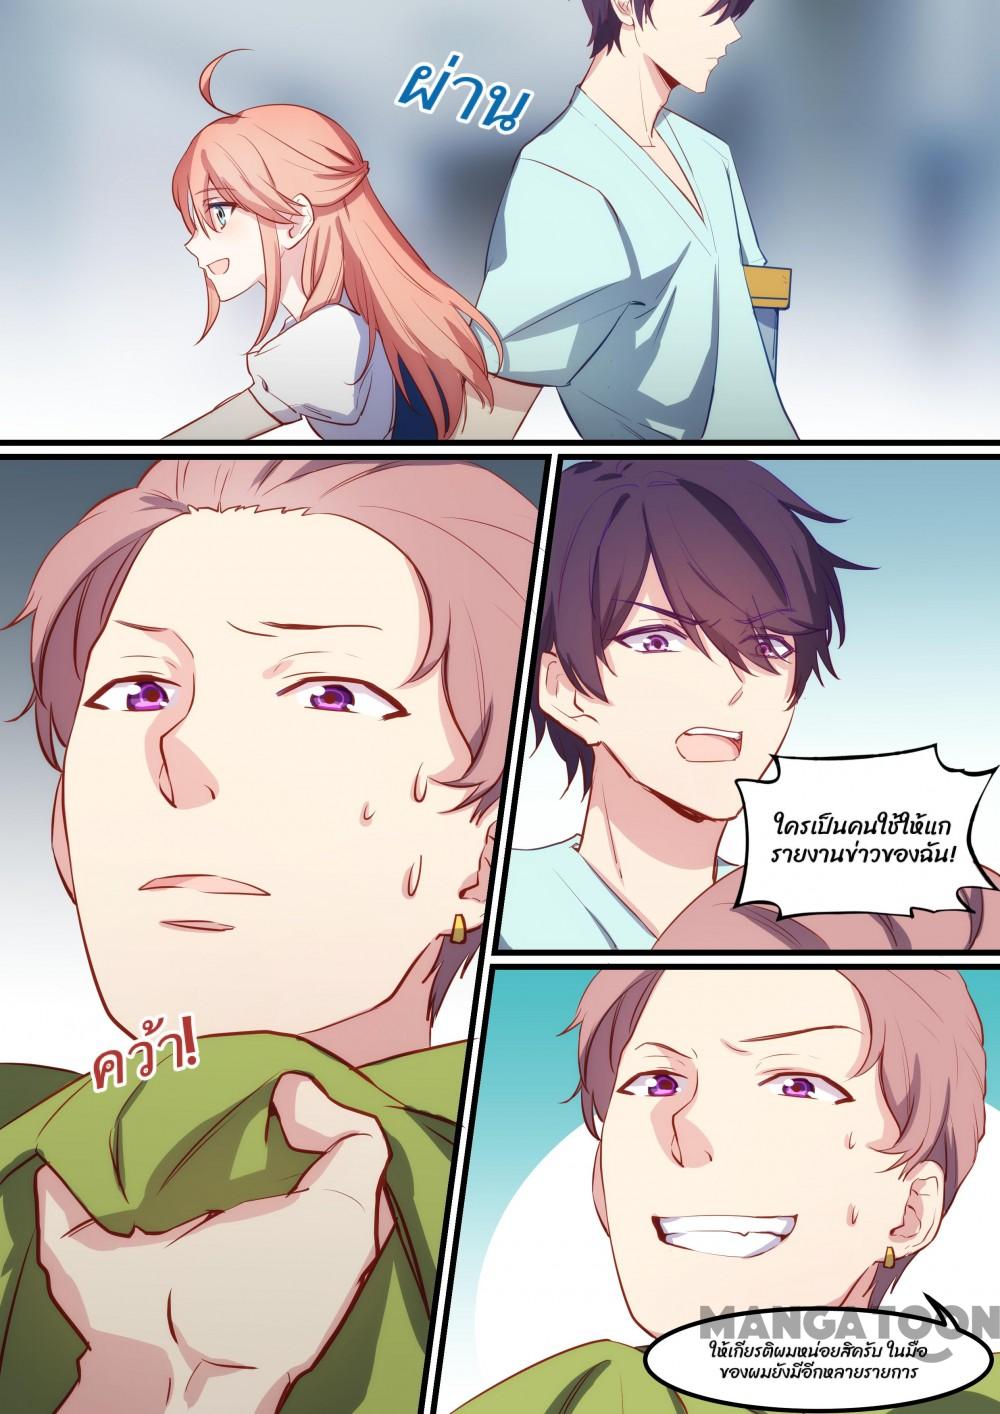 ผ่าน
ใครเป็นคนใช้ให้แก
รายงานข่าวของฉัน!
คว้า!
MANGATOON
ให้เกียรติผมหน่อยสิครับ ในมือ
ของผมยังมีอีกหลายรายการ